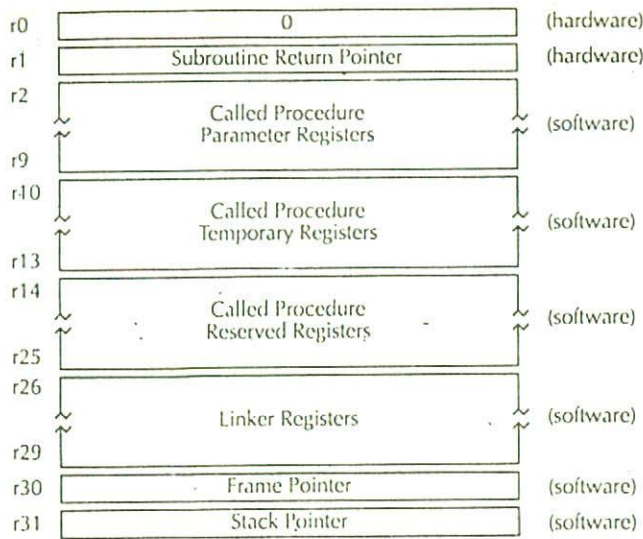 r0 0 (hardware)
r1 Subroutine Return Pointer (hardware)
r2
Called Procedure
Parameter Registers (software)
r9
r10
Called Procedure
Temporary Registers (software)
r13
r14
Called Procedure
Reserved Registers (software)
r25
r26
Linker Registers (software)
r29
r30 Frame Pointer (software)
r31 Stack Pointer (software)